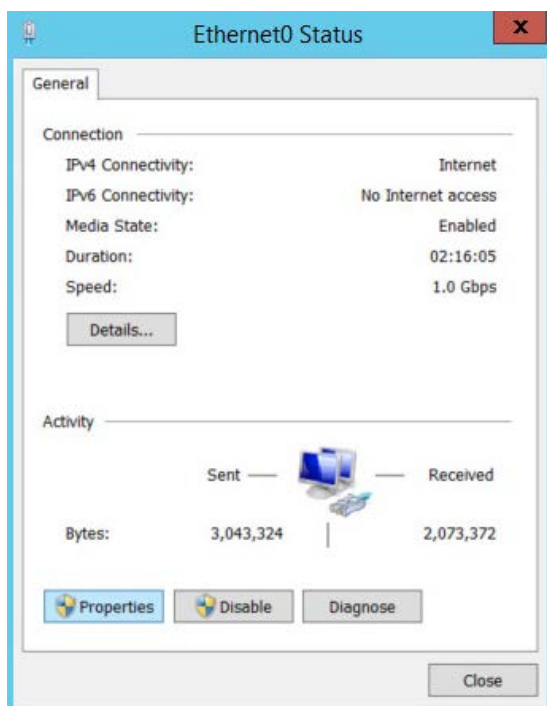 Ethernet0 Status
x
General
Connection
IPv4 Connectivity: Internet
IPv6 Connectivity: No Internet access
Media State: Enabled
Duration: 02:16:05
Speed: 1.0 Gbps
Details...
Activity
Sent Received
Bytes: 3,043,324 2,073,372
Properties Disable Diagnose
Close